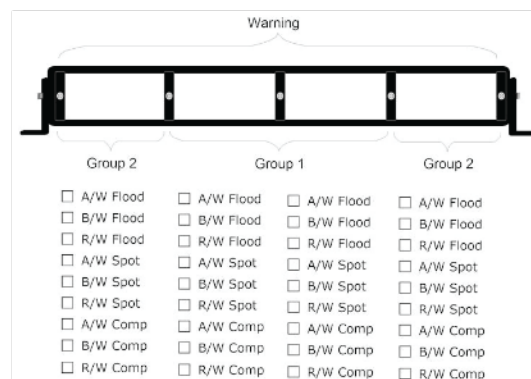 Warning
Group 2 Group 1 Group 2
A/W Flood A/W Flood A/W Flood A/W Flood
B/W Flood B/W Flood B/W Flood B/W Flood
R/W Flood R/W Flood R/W Flood R/W Flood
A/W Spot A/W Spot A/W Spot A/W Spot
B/W Spot B/W Spot B/W Spot B/W Spot
R/W Spot R/W Spot R/W Spot R/W Spot
A/W Comp A/W Comp A/W Comp A/W Comp
B/W Comp B/W Comp B/W Comp B/W Comp
R/W Comp R/W Comp R/W Comp R/W Comp